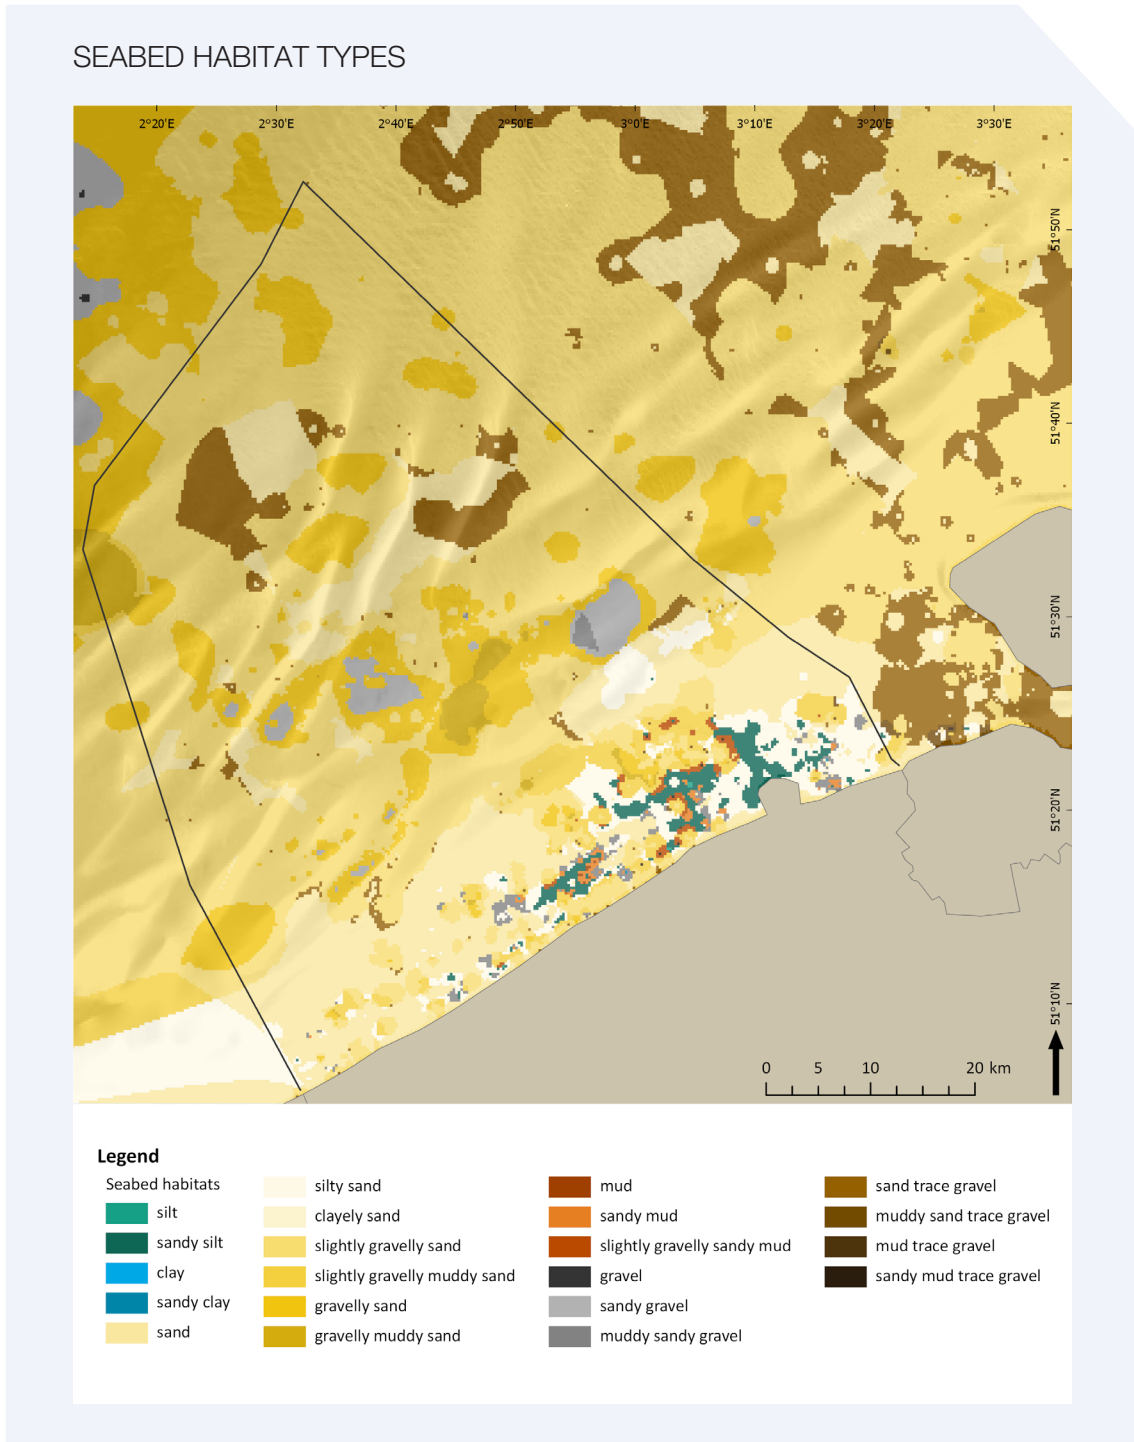 SEABED HABITAT TYPES
2°20'E 2°30'E 2°40'E 2°50'E 3°0'E 3°10'E 3°20'E 3°30'E
51°50'N
51°40'N
51°30'N
51°20'N
51°10'N
0 5 10 20 km
Legend
Seabed habitats
silt
sandy silt
clay
sandy clay
sand
silty sand
clayely sand
slightly gravelly sand
slightly gravelly muddy sand
gravelly sand
gravelly muddy sand
mud
sandy mud
slightly gravelly sandy mud
gravel
sandy gravel
muddy sandy gravel
sand trace gravel
muddy sand trace gravel
mud trace gravel
sandy mud trace gravel